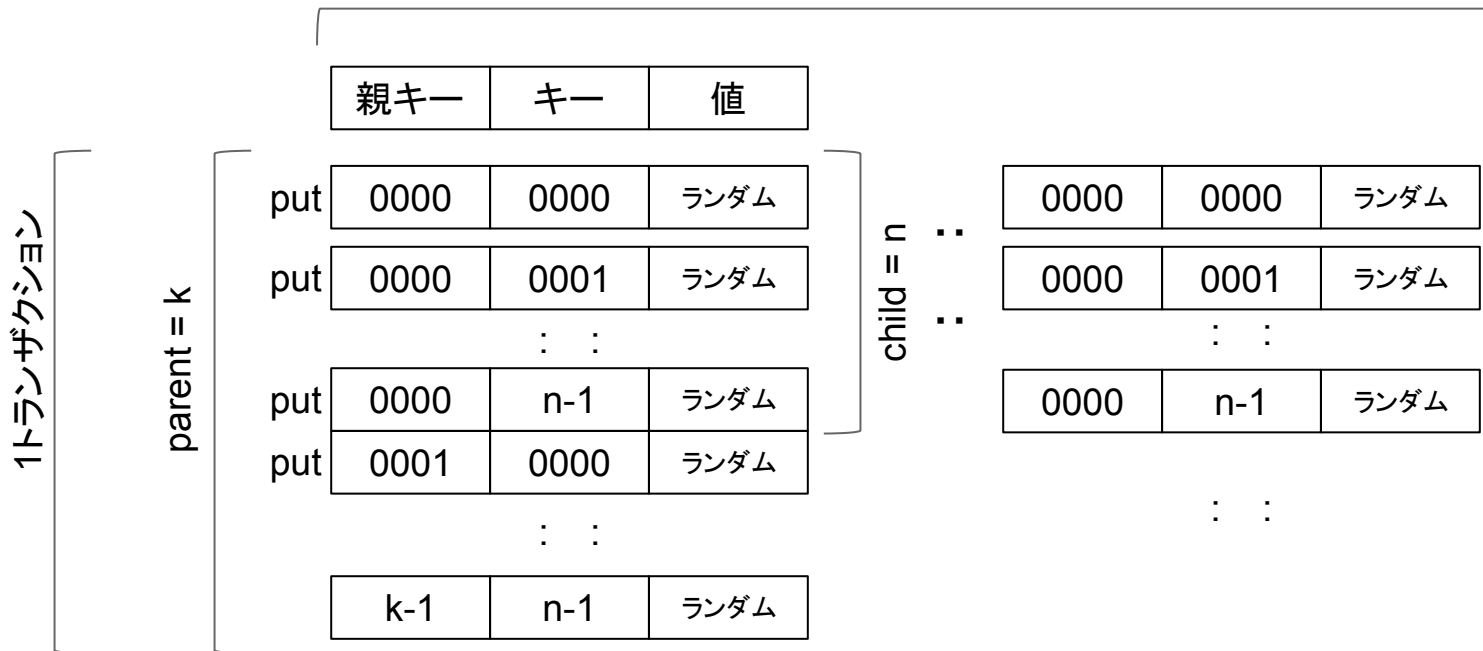 親キー キー 値
1トランザクション
parent = k
put 0000 0000 ランダム
put 0000 0001 ランダム
: :
put 0000 n-1 ランダム
put 0001 0000 ランダム
: :
k-1 n-1 ランダム
child = n
..
..
0000 0000 ランダム
0000 0001 ランダム
: :
0000 n-1 ランダム
: :